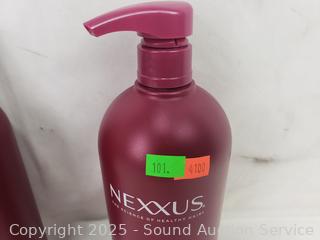 101. 4100
NEXXUS
THE SCIENCE OF HEALTHY HAIR
Copyright 2025 - Sound Auction Service